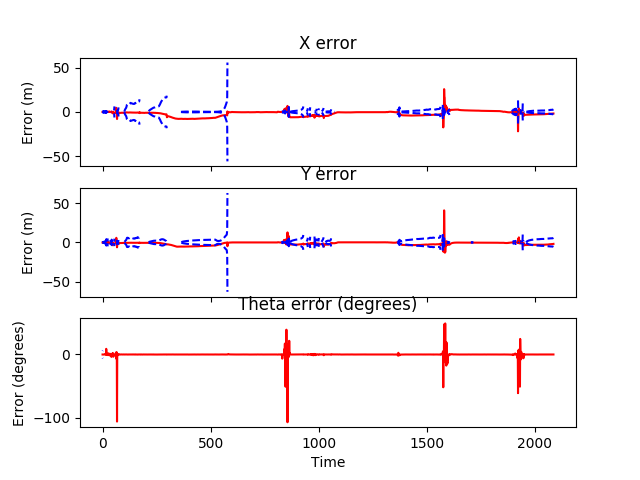 X error
50
0
−50
Error (m)
Y error
50
0
−50
Error (m)
Theta error (degrees)
0
−100
Error (degrees)
0 500 1000 1500 2000
Time